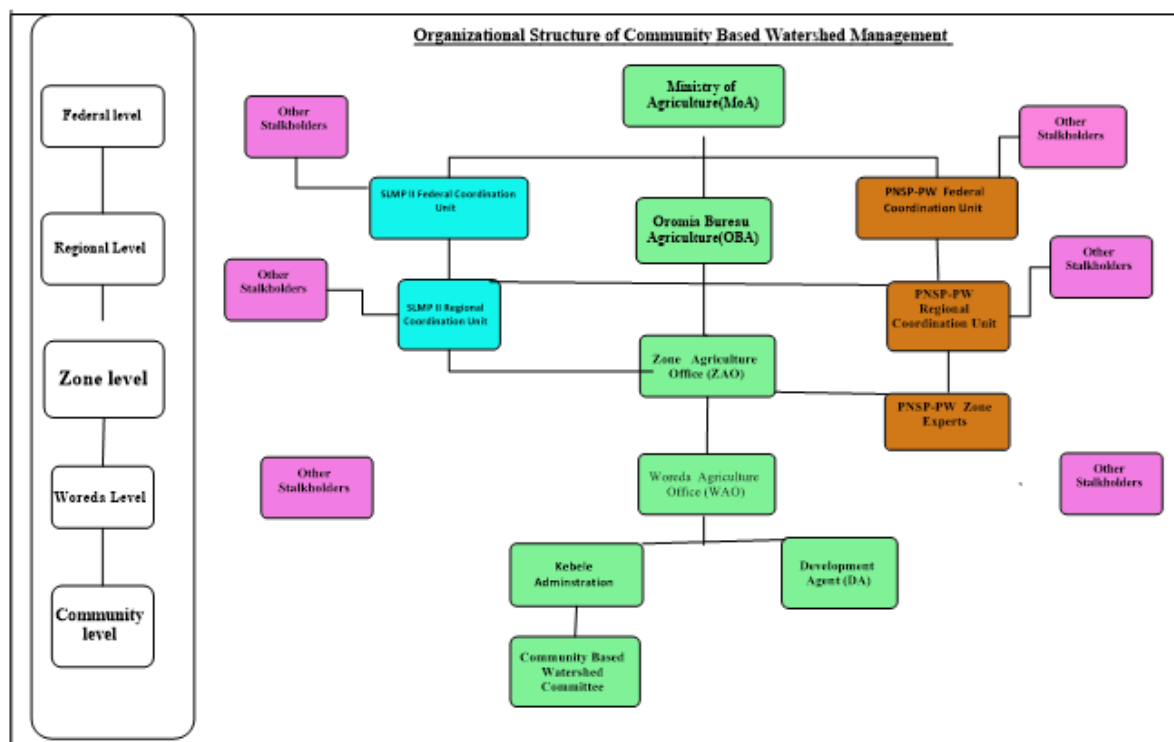 Organizational Structure of Community Based Watershed Management
Federal level
Regional Level
Zone level
Woreda Level
Community
level
Ministry of
Agriculture(MoA)
Other
Stalkholders
Other
Stalkholders
SLMP II Federal Coordination
Unit
PNSP-PW Federal
Coordination Unit
Oromia Bureau
Agriculture(OBA)
Other
Stalkholders
Other
Stalkholders
SLMP II Regional
Coordination Unit
PNSP-PW
Regional
Coordination Unit
Zone Agriculture
Office (ZAO)
PNSP-PW Zone
Experts
Other
Stalkholders
Woreda Agriculture
Office (WAO)
Other
Stalkholders
Kebele
Adminstration
Development
Agent (DA)
Community Based
Watershed
Committee